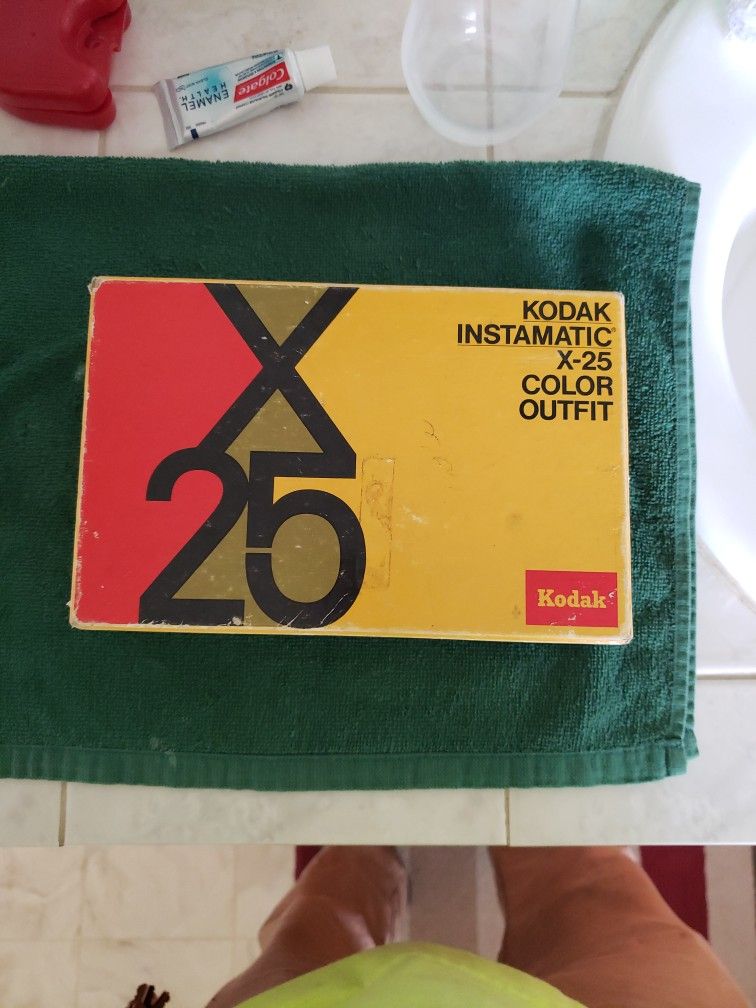 Colgate
ENAMEL
HEALTH
X
25
KODAK
INSTAMATIC®
X-25
COLOR
OUTFIT
Kodak